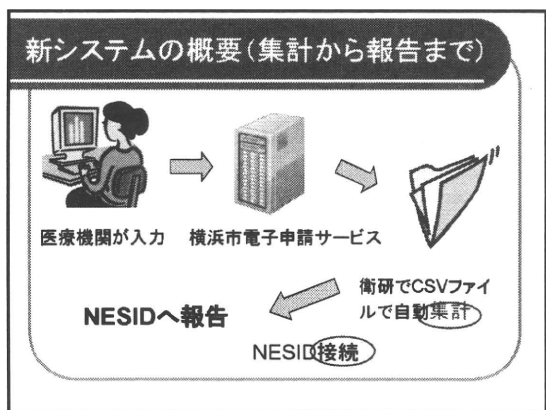 新システムの概要(集計から報告まで)
医療機関が入力
横浜市電子申請サービス
衛研でCSVファイ
ルで自動集計
NESIDへ報告
NESID接続